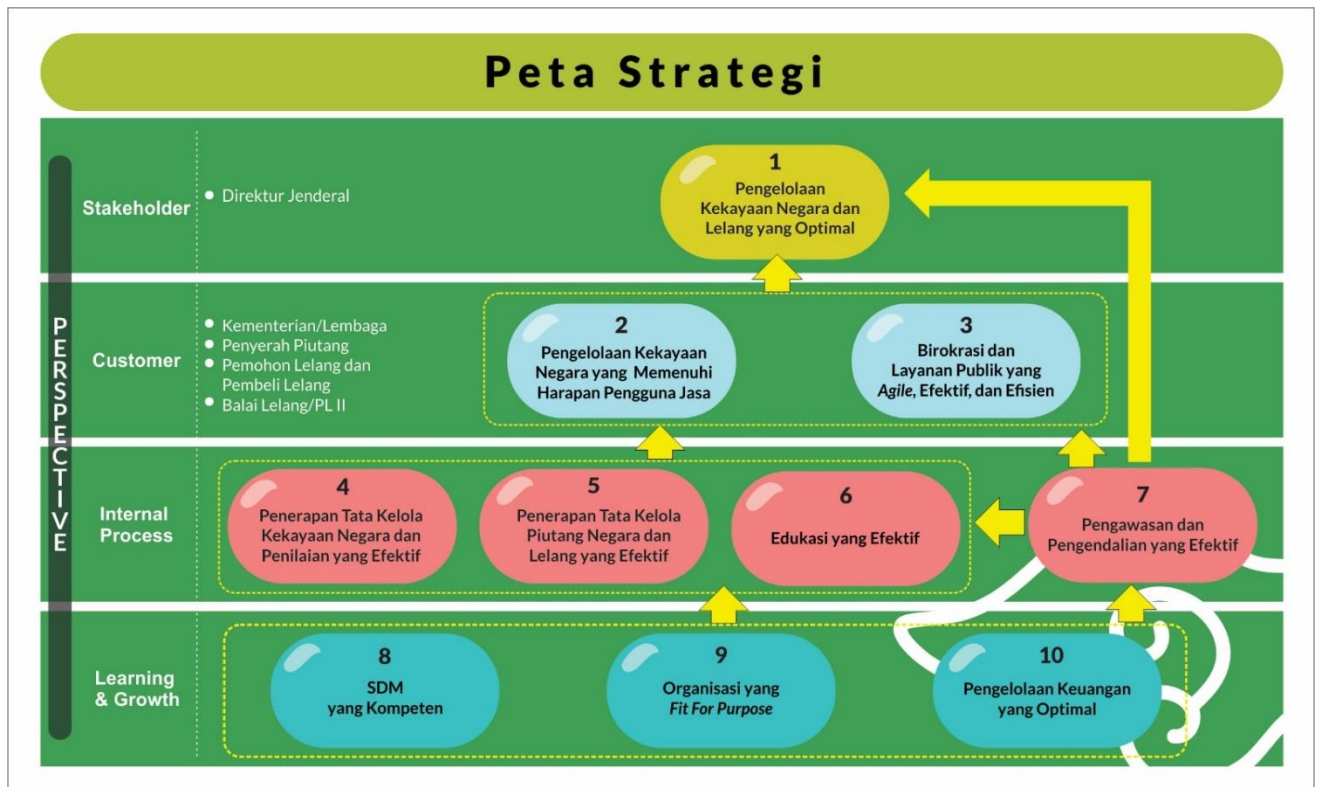 Peta Strategi
PERSPECTIVE
Stakeholder
Direktur Jenderal
1
Pengelolaan
Kekayaan Negara dan
Lelang yang Optimal
Customer
Kementerian/Lembaga
Penyerah Piutang
Pemohon Lelang dan
Pembeli Lelang
Balai Lelang/PL II
2
Pengelolaan Kekayaan
Negara yang Memenuhi
Harapan Pengguna Jasa
3
Birokrasi dan
Layanan Publik yang
Agile, Efektif, dan Efisien
Internal
Process
4
Penerapan Tata Kelola
Kekayaan Negara dan
Penilaian yang Efektif
5
Penerapan Tata Kelola
Piutang Negara dan
Lelang yang Efektif
6
Edukasi yang Efektif
7
Pengawasan dan
Pengendalian yang Efektif
Learning
& Growth
8
SDM
yang Kompeten
9
Organisasi yang
Fit For Purpose
10
Pengelolaan Keuangan
yang Optimal